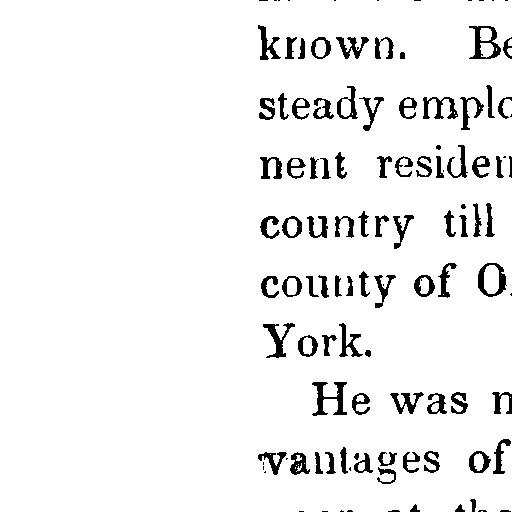 known. Be
steady emplo
nent residen
country till
county of O
York.
He was n
vantages of